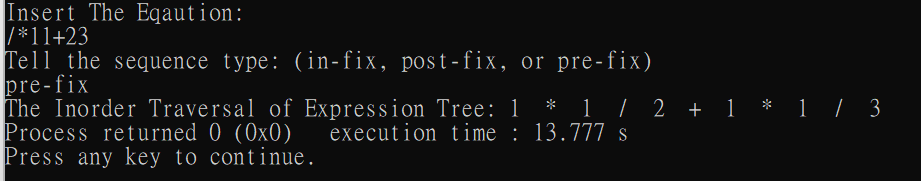 Insert The Eqaution:
/*11+23
Tell the sequence type: (in-fix, post-fix, or pre-fix)
pre-fix
The Inorder Traversal of Expression Tree: 1 * 1 / 2 + 1 * 1 / 3
Process returned 0 (0x0) execution time : 13.777 s
Press any key to continue.